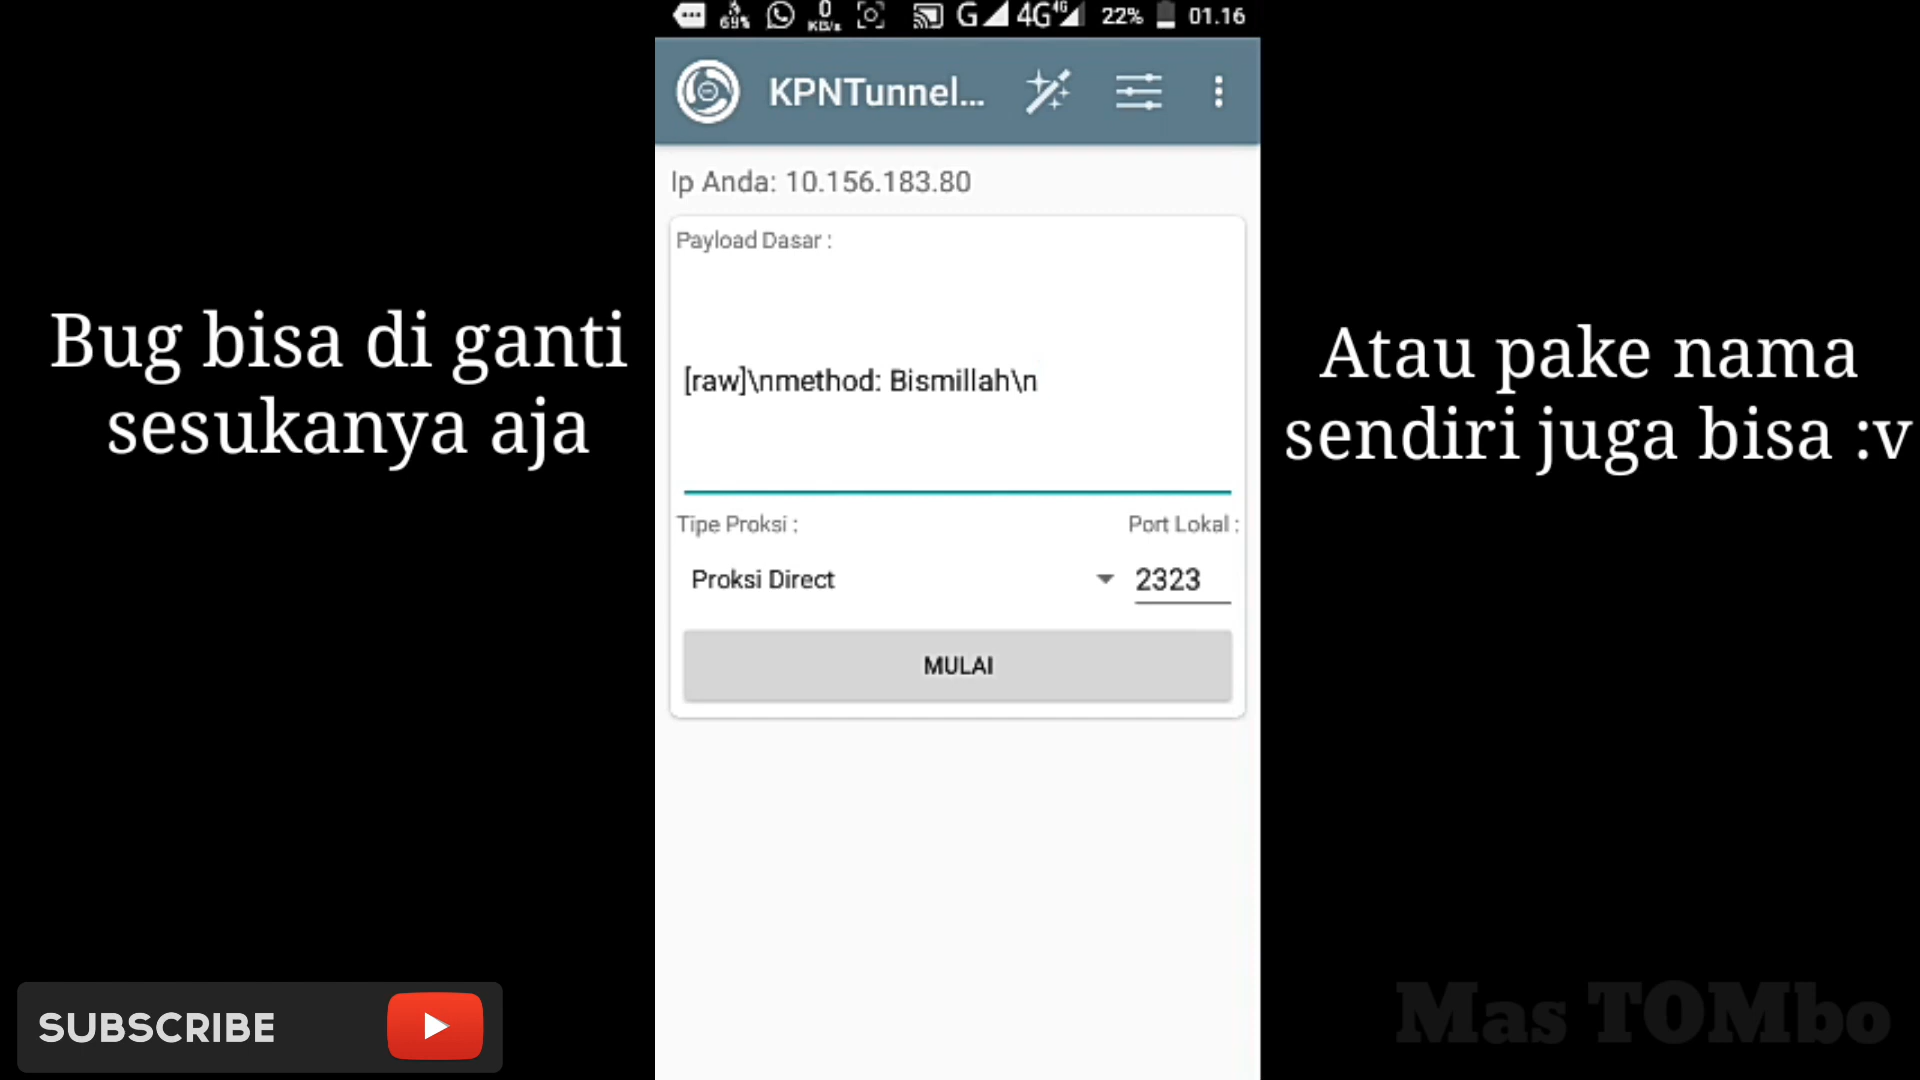 69%
0
KB/s
G
4G
4G
22%
01.16
KPNTunnel...
Ip Anda: 10.156.183.80
Payload Dasar :
[raw]\nmethod: Bismillah\n
Tipe Proksi :
Port Lokal :
Proksi Direct
2323
MULAI
Bug bisa di ganti
sesukanya aja
Atau pake nama
sendiri juga bisa :v
SUBSCRIBE
Mas TOMbo